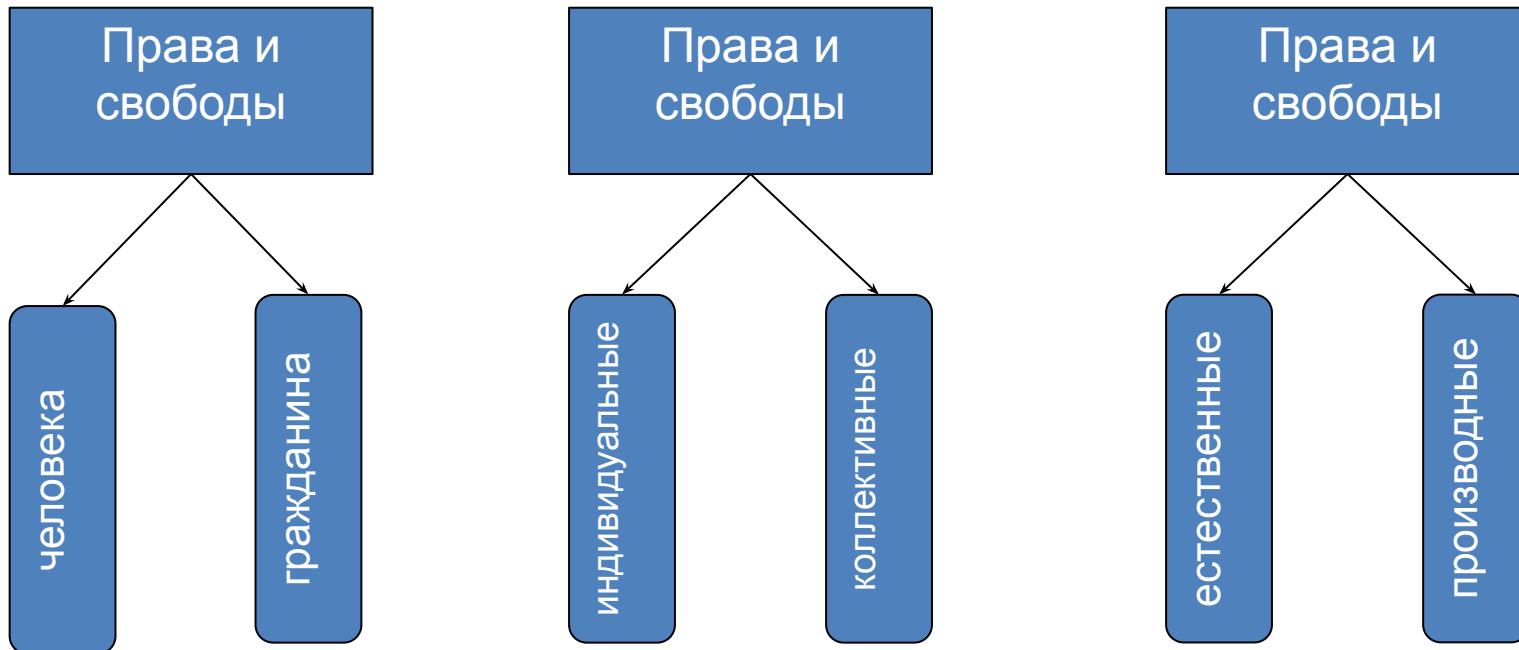 Права и
свободы
человека
гражданина
Права и
свободы
индивидуальные
коллективные
Права и
свободы
естественные
производные